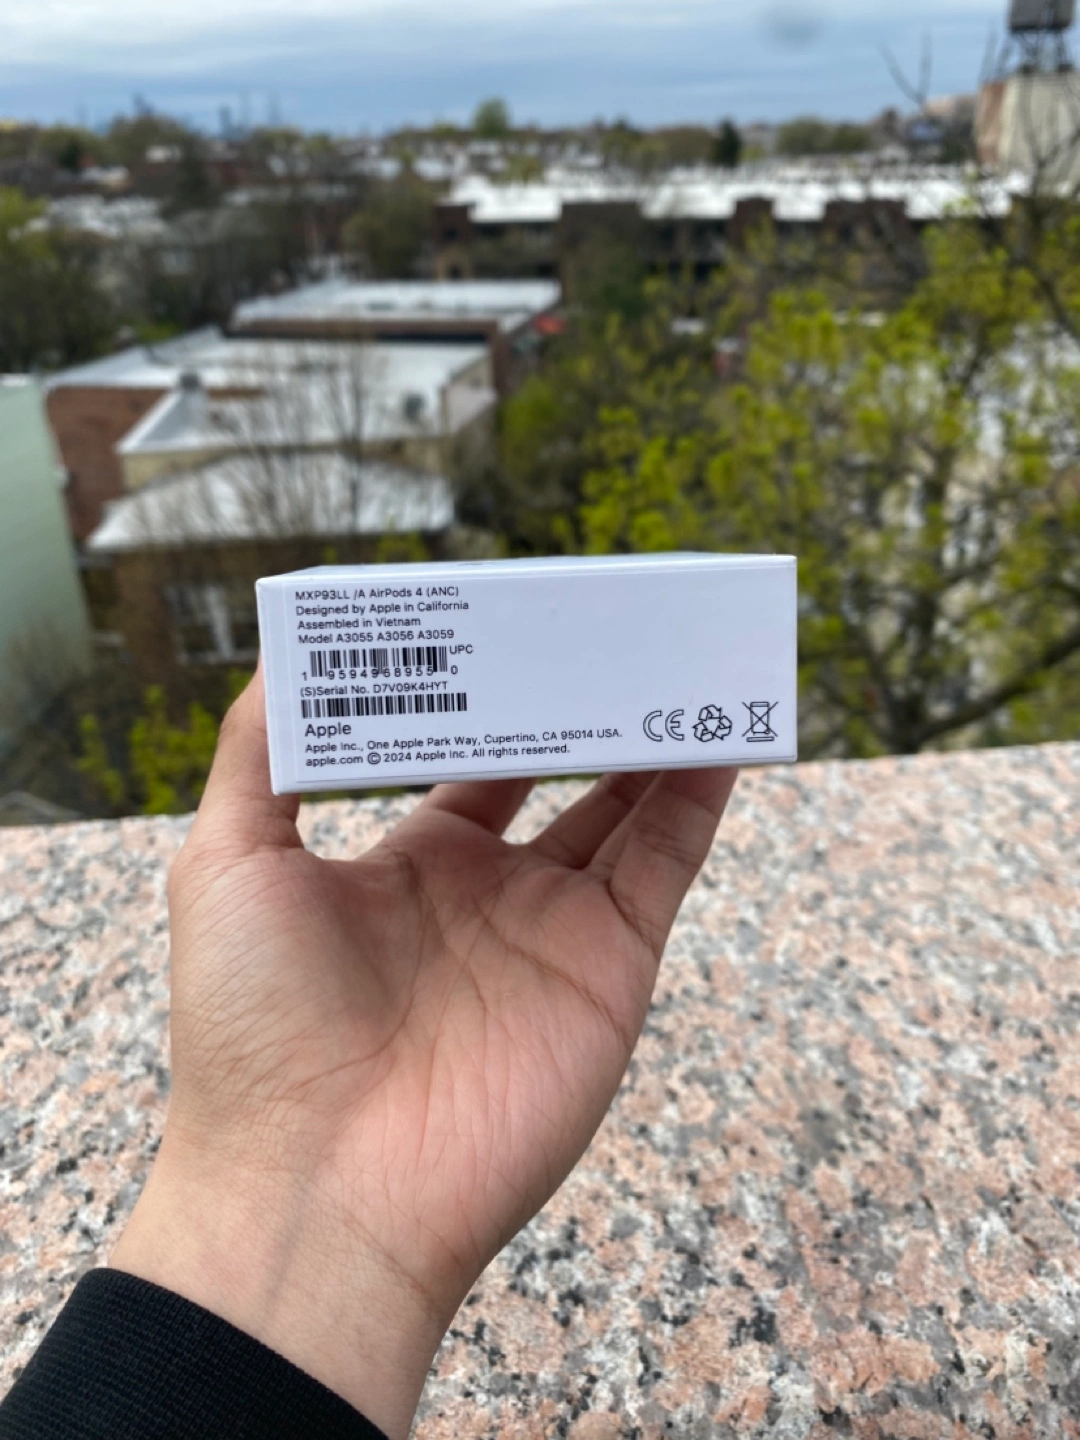 MXP93LL /A AirPods 4 (ANC)
Designed by Apple in California
Assembled in Vietnam
Model A3055 A3056 A3059
UPC
1 95949 68955 0
(S)Serial No. D7V09K4HYT
Apple
Apple Inc., One Apple Park Way, Cupertino, CA 95014 USA.
apple.com © 2024 Apple Inc. All rights reserved.
CE